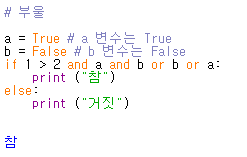 # 부울
a = True # a 변수는 True
b = False # b 변수는 False
if 1 > 2 and a and b or b or a:
    print ("참")
else:
    print ("거짓")
참